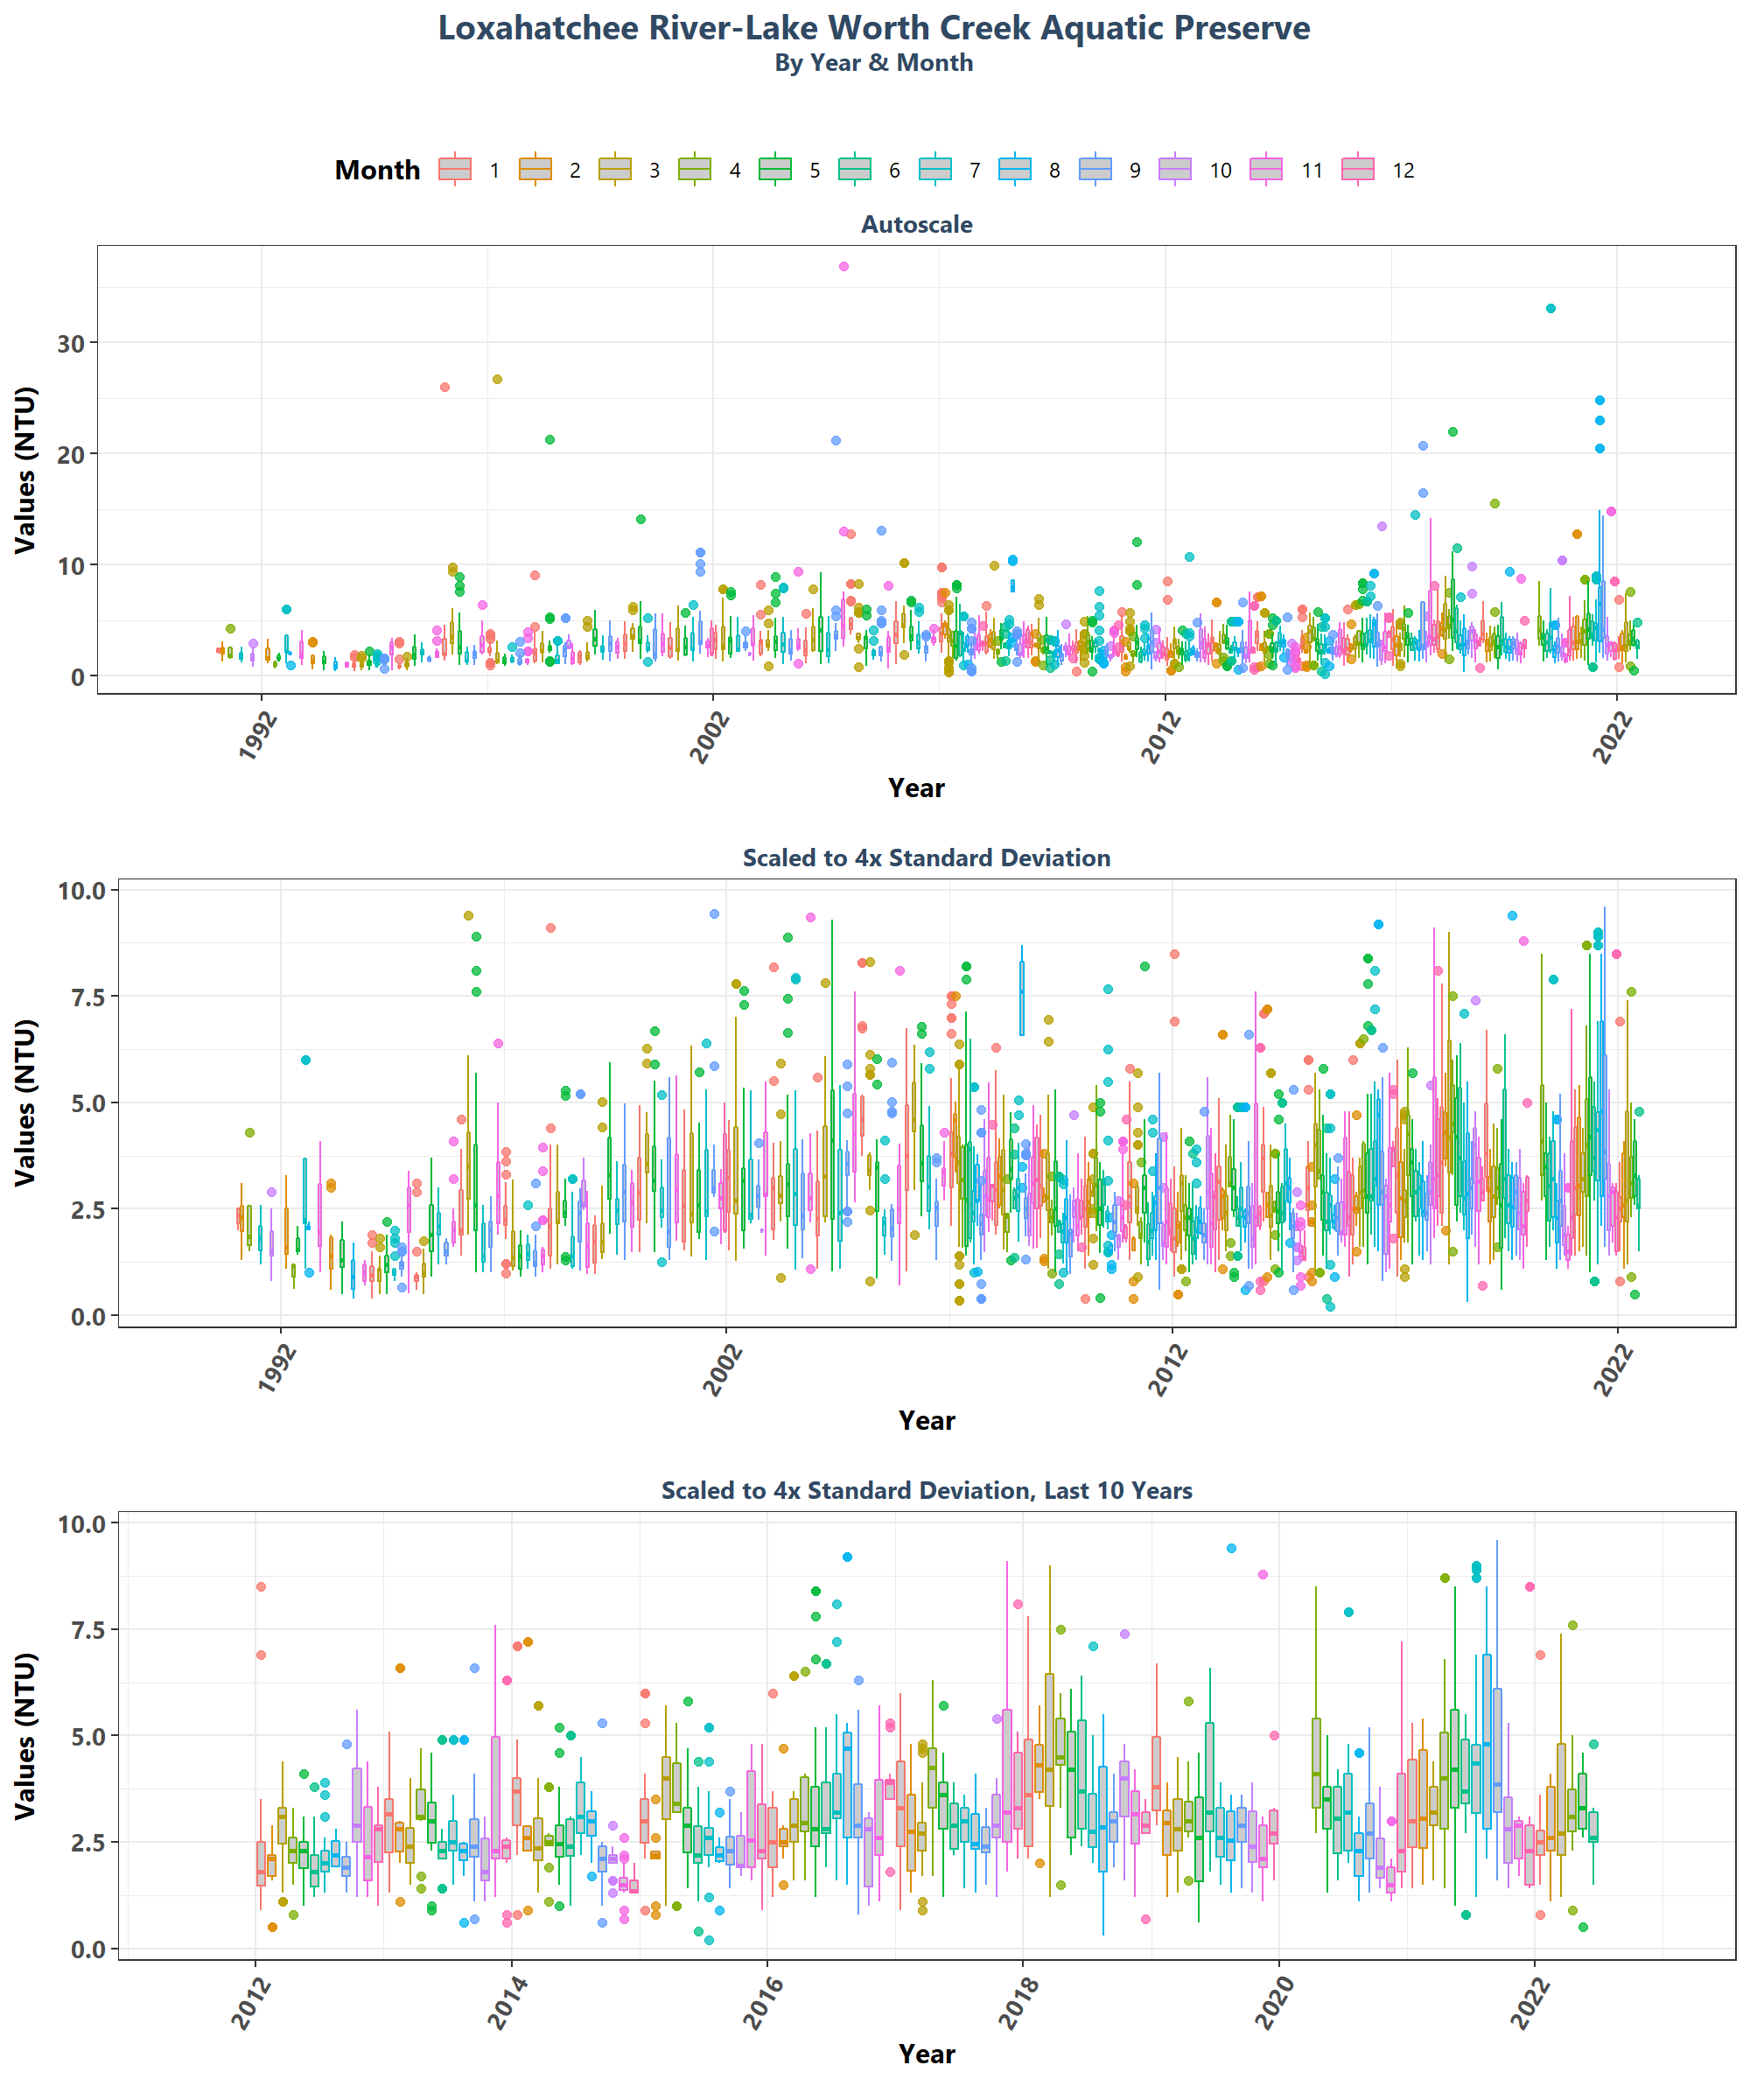 Loxahatchee River-Lake Worth Creek Aquatic Preserve
By Year & Month
Month 1 2 3 4 5 6 7 8 9 10 11 12
Autoscale
Values (NTU)
30
20
10
0
1992 2002 2012 2022
Year
Scaled to 4x Standard Deviation
Values (NTU)
10.0
7.5
5.0
2.5
0.0
1992 2002 2012 2022
Year
Scaled to 4x Standard Deviation, Last 10 Years
Values (NTU)
10.0
7.5
5.0
2.5
0.0
2012 2014 2016 2018 2020 2022
Year